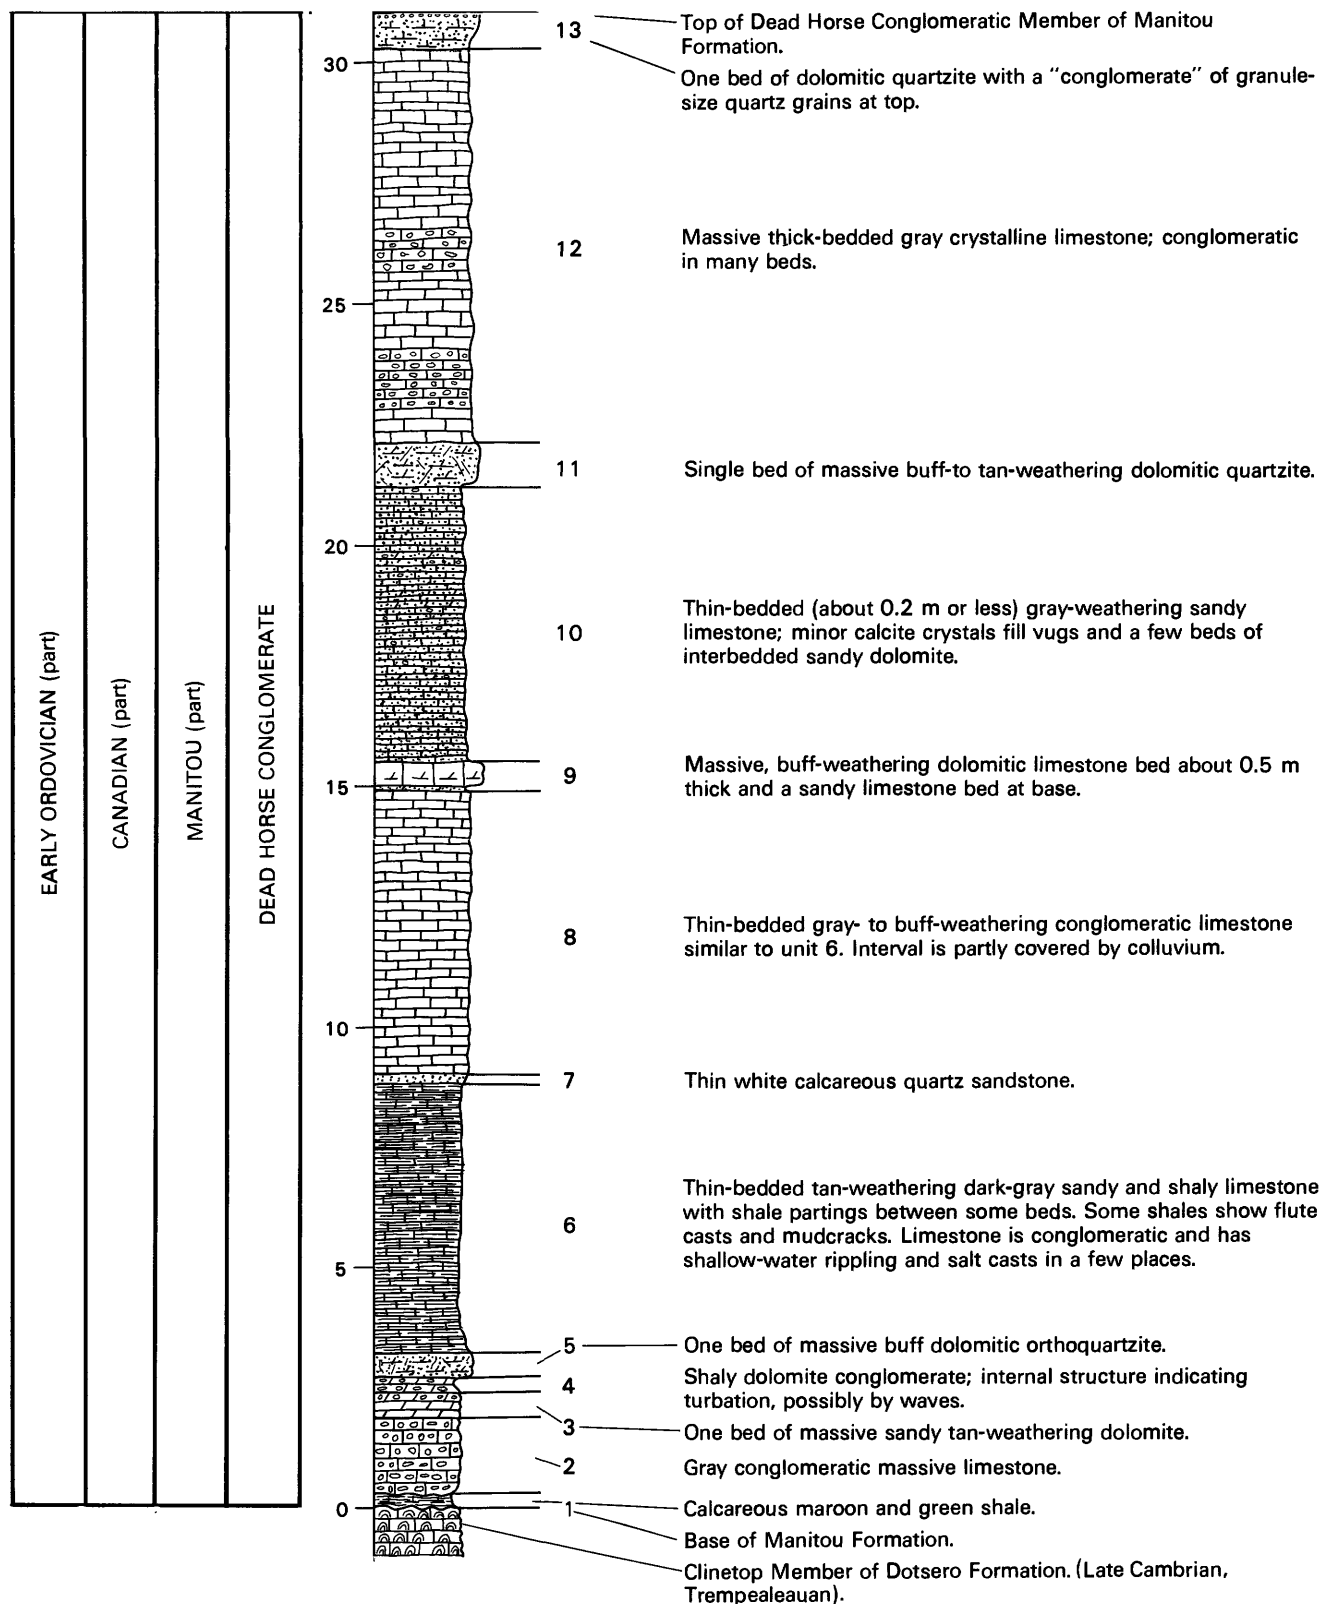 EARLY ORDOVICIAN (part)
CANADIAN (part)
MANITOU (part)
DEAD HORSE CONGLOMERATE
30
25
20
15
10
5
0
13
Top of Dead Horse Conglomeratic Member of Manitou
Formation.
One bed of dolomitic quartzite with a "conglomerate" of granule-
size quartz grains at top.
12
Massive thick-bedded gray crystalline limestone; conglomeratic
in many beds.
11
Single bed of massive buff-to tan-weathering dolomitic quartzite.
10
Thin-bedded (about 0.2 m or less) gray-weathering sandy
limestone; minor calcite crystals fill vugs and a few beds of
interbedded sandy dolomite.
9
Massive, buff-weathering dolomitic limestone bed about 0.5 m
thick and a sandy limestone bed at base.
8
Thin-bedded gray- to buff-weathering conglomeratic limestone
similar to unit 6. Interval is partly covered by colluvium.
7
Thin white calcareous quartz sandstone.
6
Thin-bedded tan-weathering dark-gray sandy and shaly limestone
with shale partings between some beds. Some shales show flute
casts and mudcracks. Limestone is conglomeratic and has
shallow-water rippling and salt casts in a few places.
5
One bed of massive buff dolomitic orthoquartzite.
4
Shaly dolomite conglomerate; internal structure indicating
turbation, possibly by waves.
3
One bed of massive sandy tan-weathering dolomite.
2
Gray conglomeratic massive limestone.
1
Calcareous maroon and green shale.
Base of Manitou Formation.
Clinetop Member of Dotsero Formation. (Late Cambrian,
Trempealeauan).